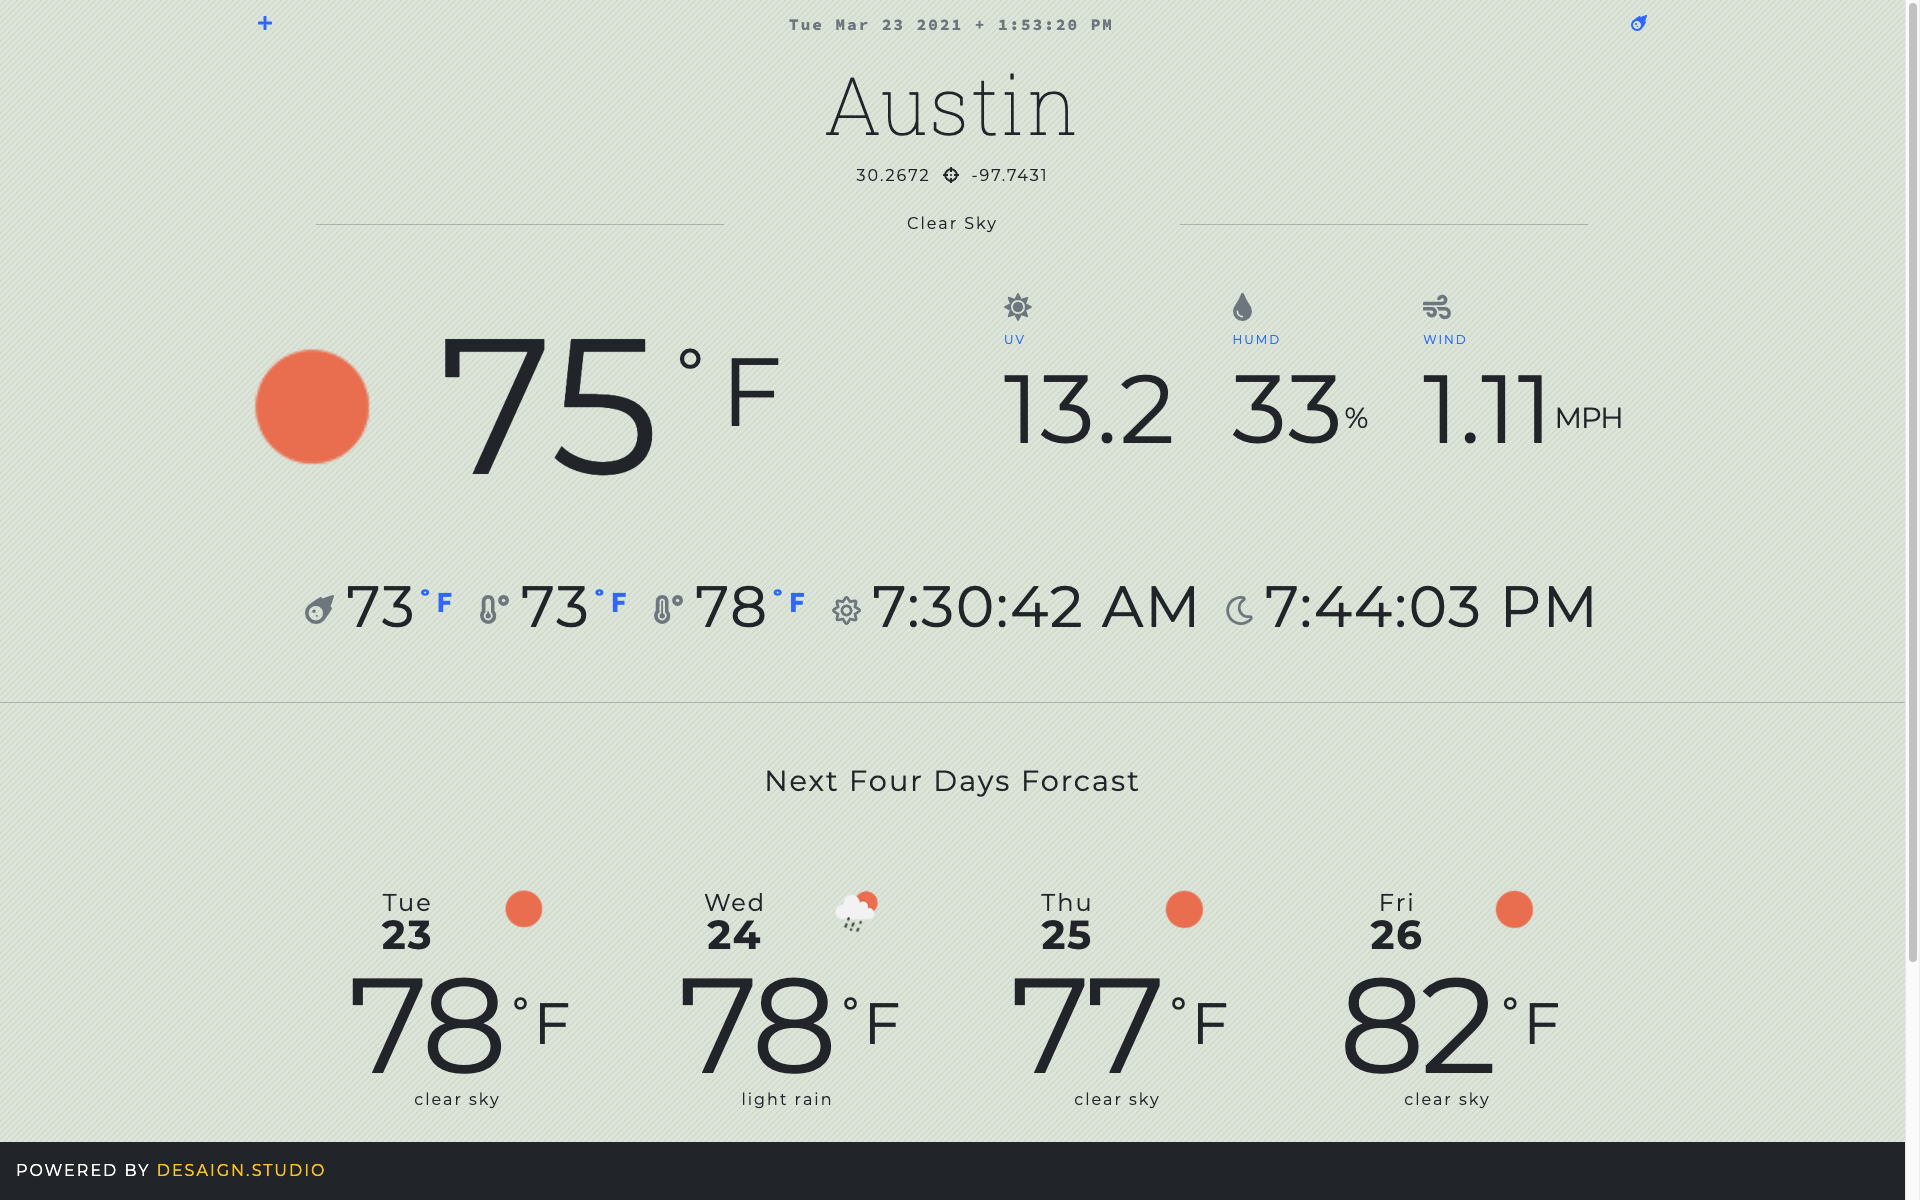 Tue Mar 23 2021 + 1:53:20 PM
Austin
30.2672 -97.7431
Clear Sky
UV HUMD WIND
75 °F 13.2 33% 1.11 MPH
73 °F 73 °F 78 °F 7:30:42 AM 7:44:03 PM
Next Four Days Forcast
Tue Wed Thu Fri
23 24 25 26
78 °F 78 °F 77 °F 82 °F
clear sky light rain clear sky clear sky
POWERED BY DESAIGN.STUDIO